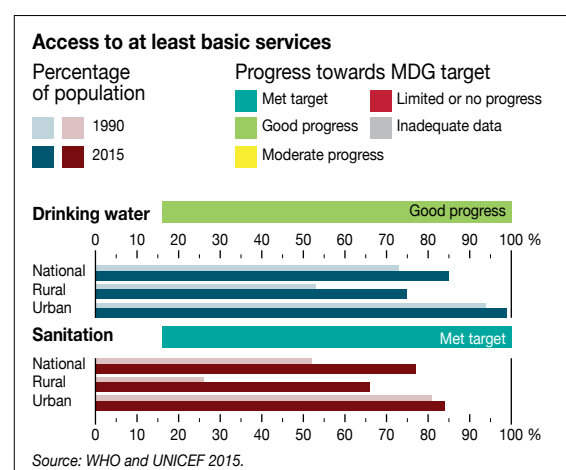 Access to at least basic services
Percentage
of population
1990
2015
Progress towards MDG target
Met target
Limited or no progress
Good progress
Inadequate data
Moderate progress
Drinking water
Good progress
0 10 20 30 40 50 60 70 80 90 100 %
National
Rural
Urban
Sanitation
Met target
National
Rural
Urban
0 10 20 30 40 50 60 70 80 90 100 %
Source: WHO and UNICEF 2015.